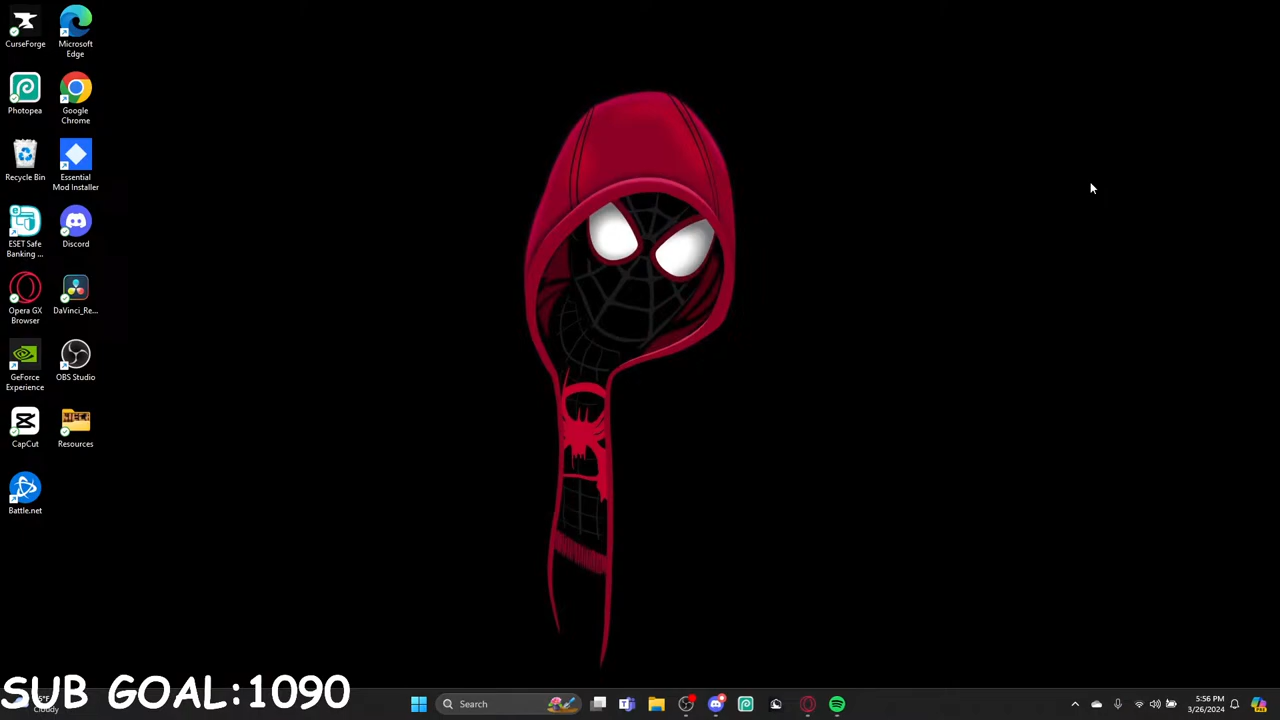 CurseForge
Microsoft
Edge
Photopea
Google
Chrome
Recycle Bin
Essential
Mod Installer
ESET Safe
Banking ...
Discord
Opera GX
Browser
DaVinci_Re...
GeForce
Experience
OBS Studio
CapCut
Resources
Battle.net
SUB GOAL:1090
Cloudy
Search
5:56 PM
3/26/2024